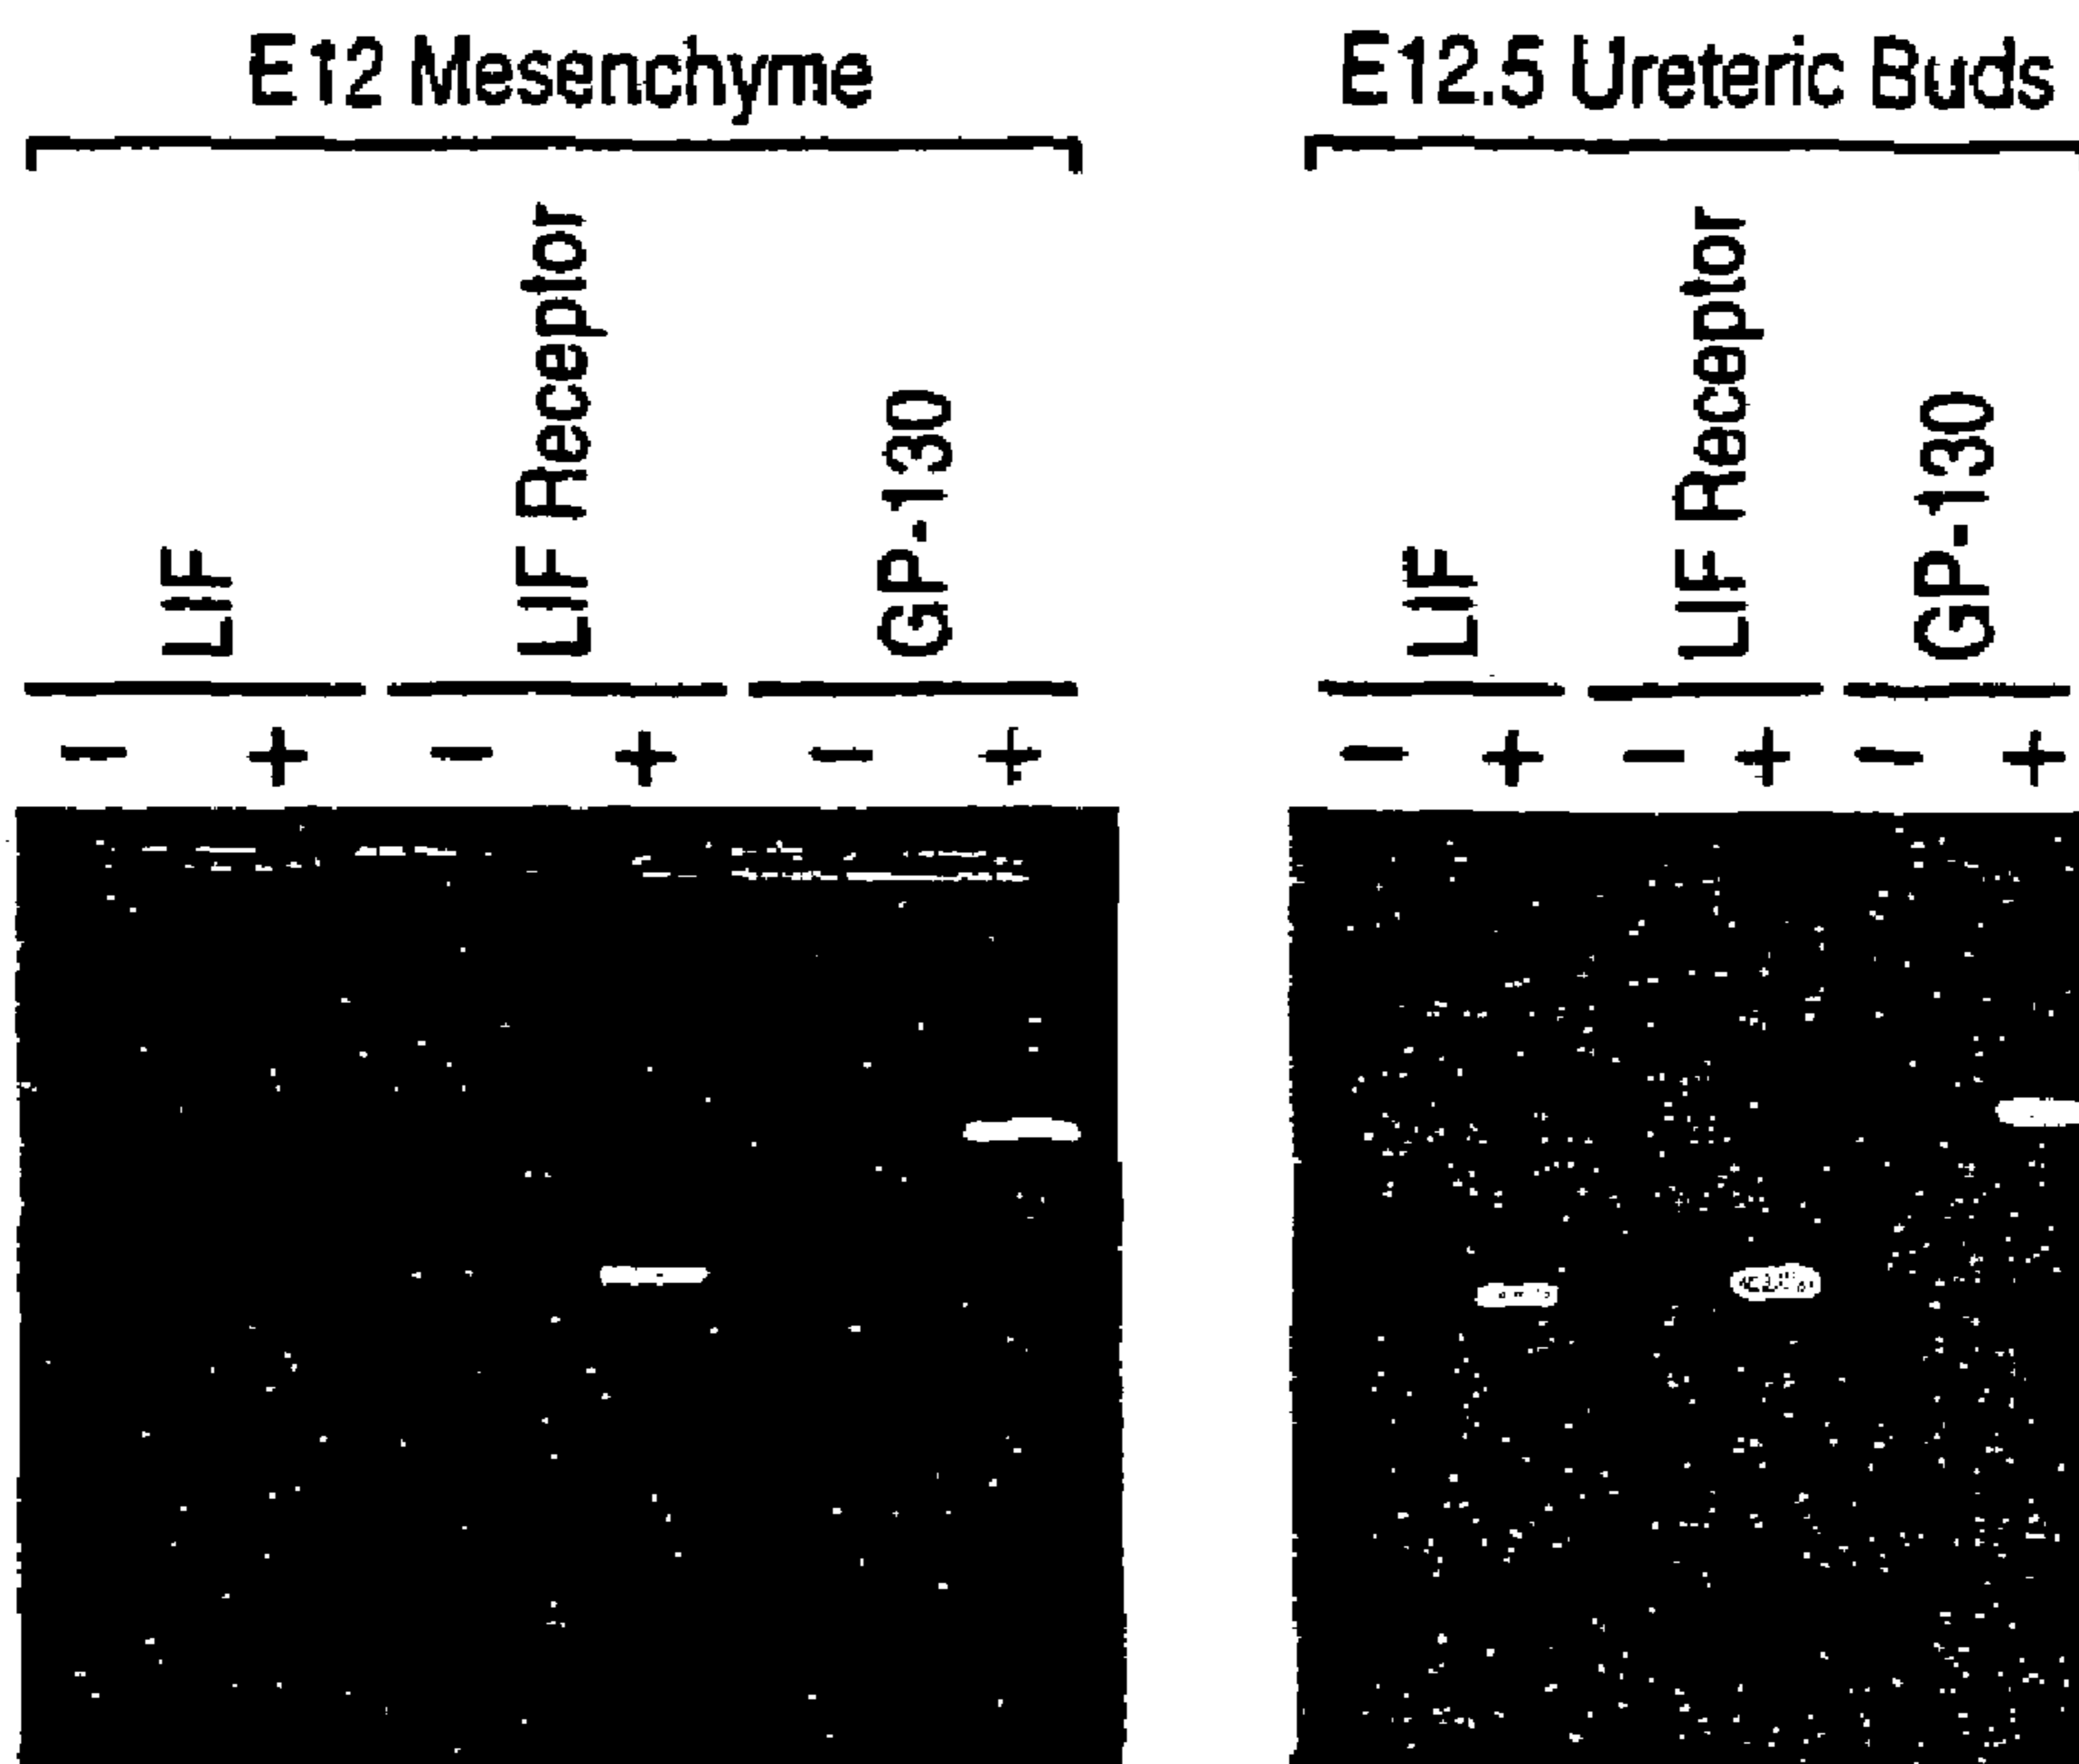 E12 Mesenchyme
E12.5 Ureteric Buds
LIF
LIF Receptor
GP-130
LIF
LIF Receptor
GP-130
− + − + − +
− + − + − +